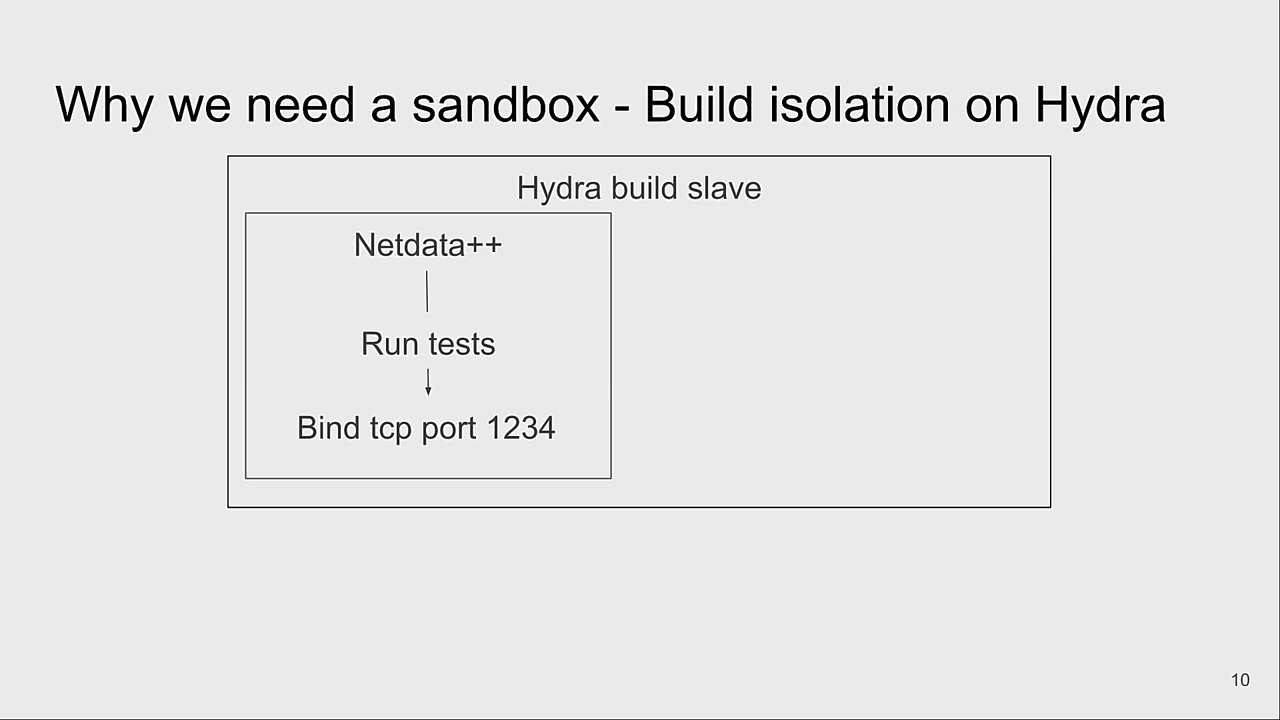 Why we need a sandbox - Build isolation on Hydra
Hydra build slave
Netdata++
Run tests
Bind tcp port 1234
10